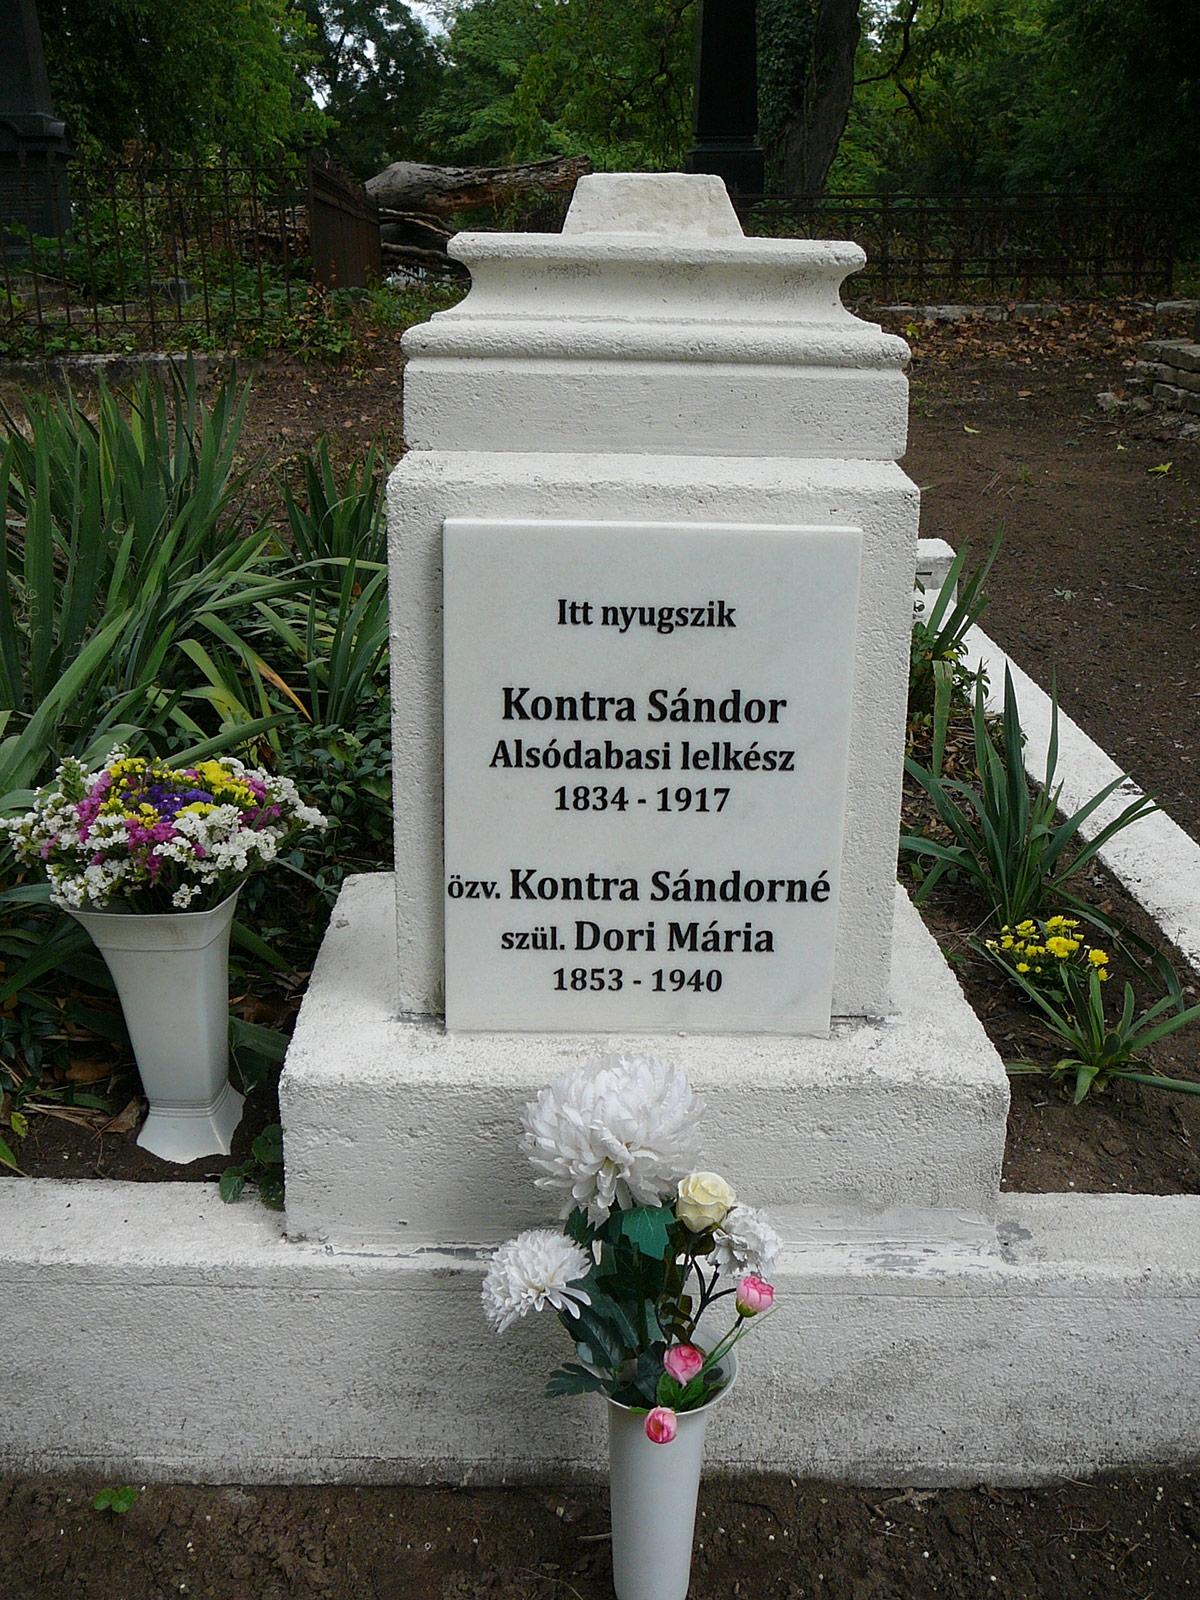 Itt nyugszik
Kontra Sándor
Alsódabasi lelkész
1834 - 1917
özv. Kontra Sándorné
szül. Dori Mária
1853 - 1940